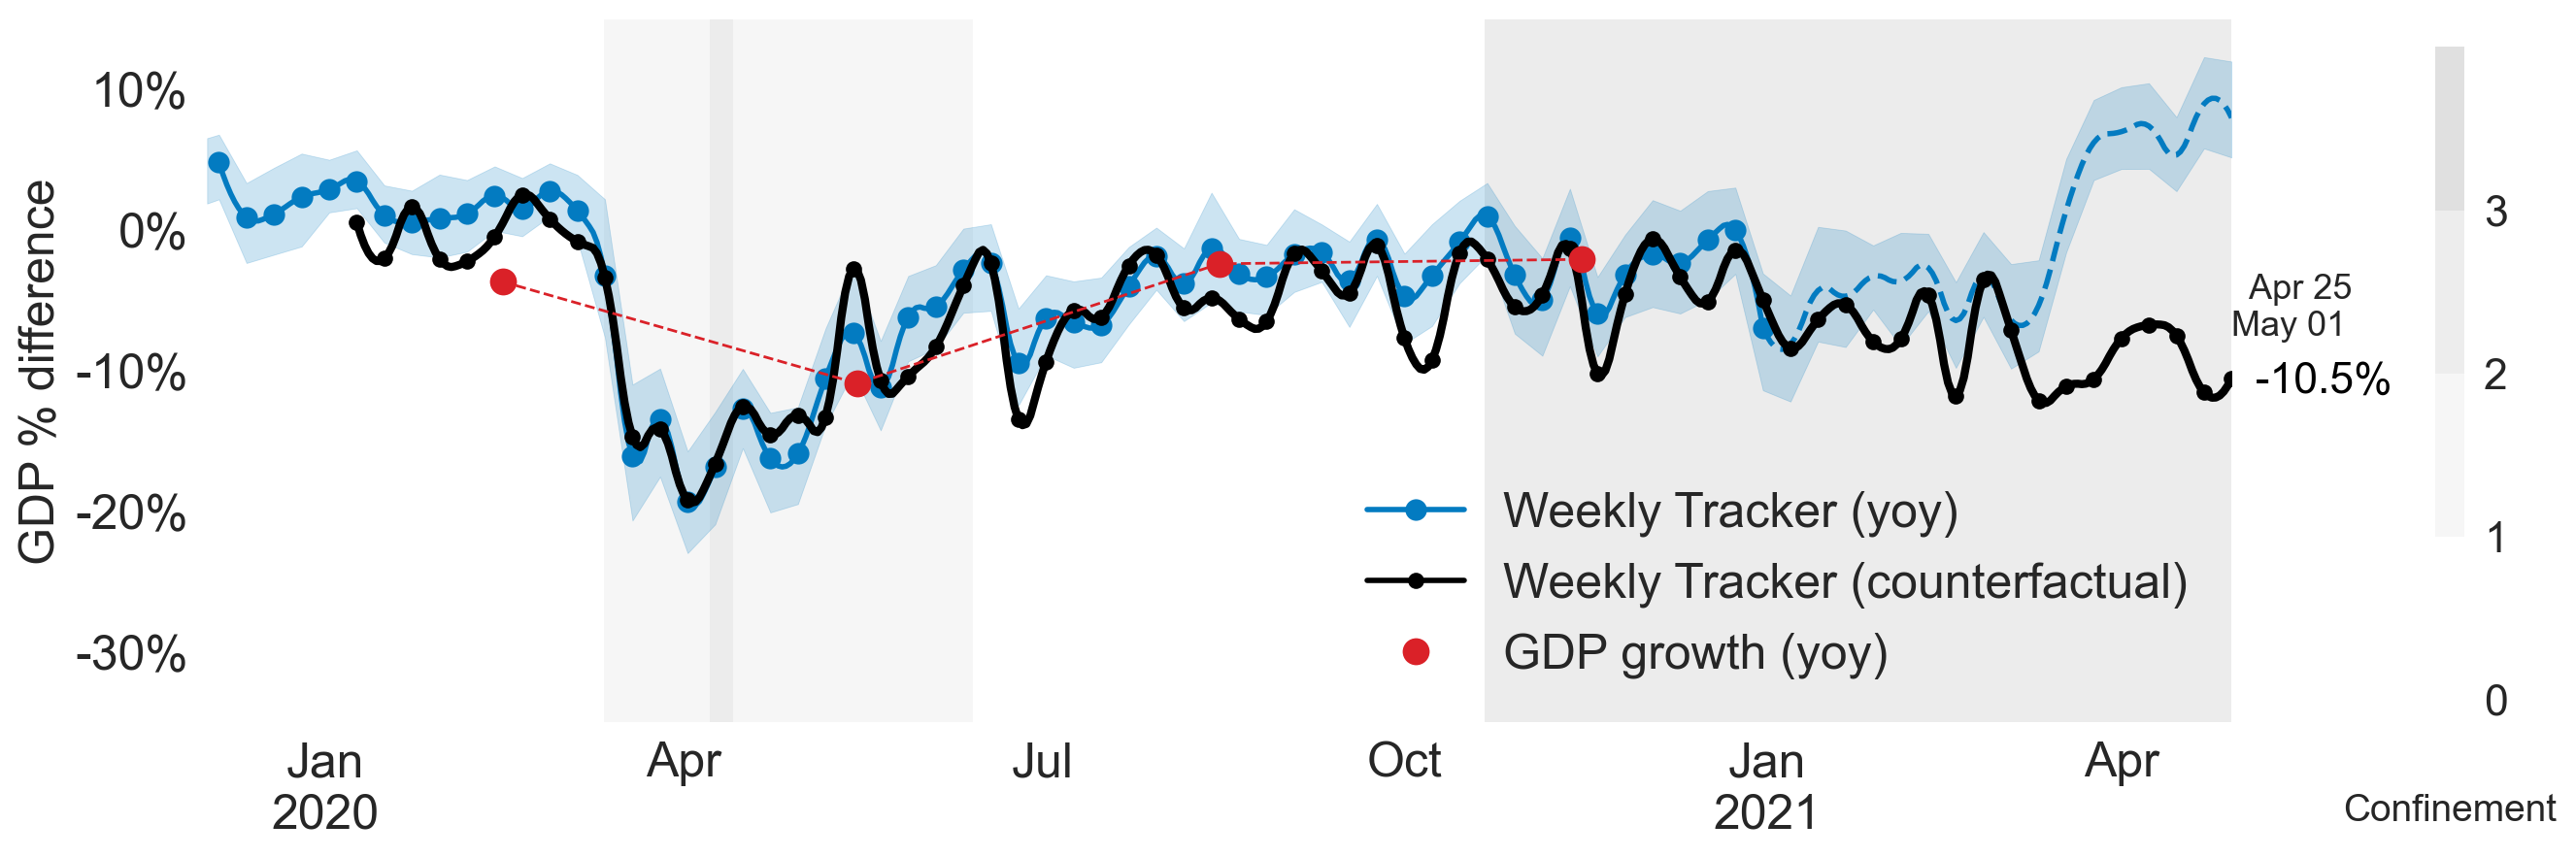 GDP % difference
10%
0%
-10%
-20%
-30%
Jan
2020
Apr
Jul
Oct
Jan
2021
Apr
Weekly Tracker (yoy)
Weekly Tracker (counterfactual)
GDP growth (yoy)
Apr 25
May 01
-10.5%
3
2
1
0
Confinement